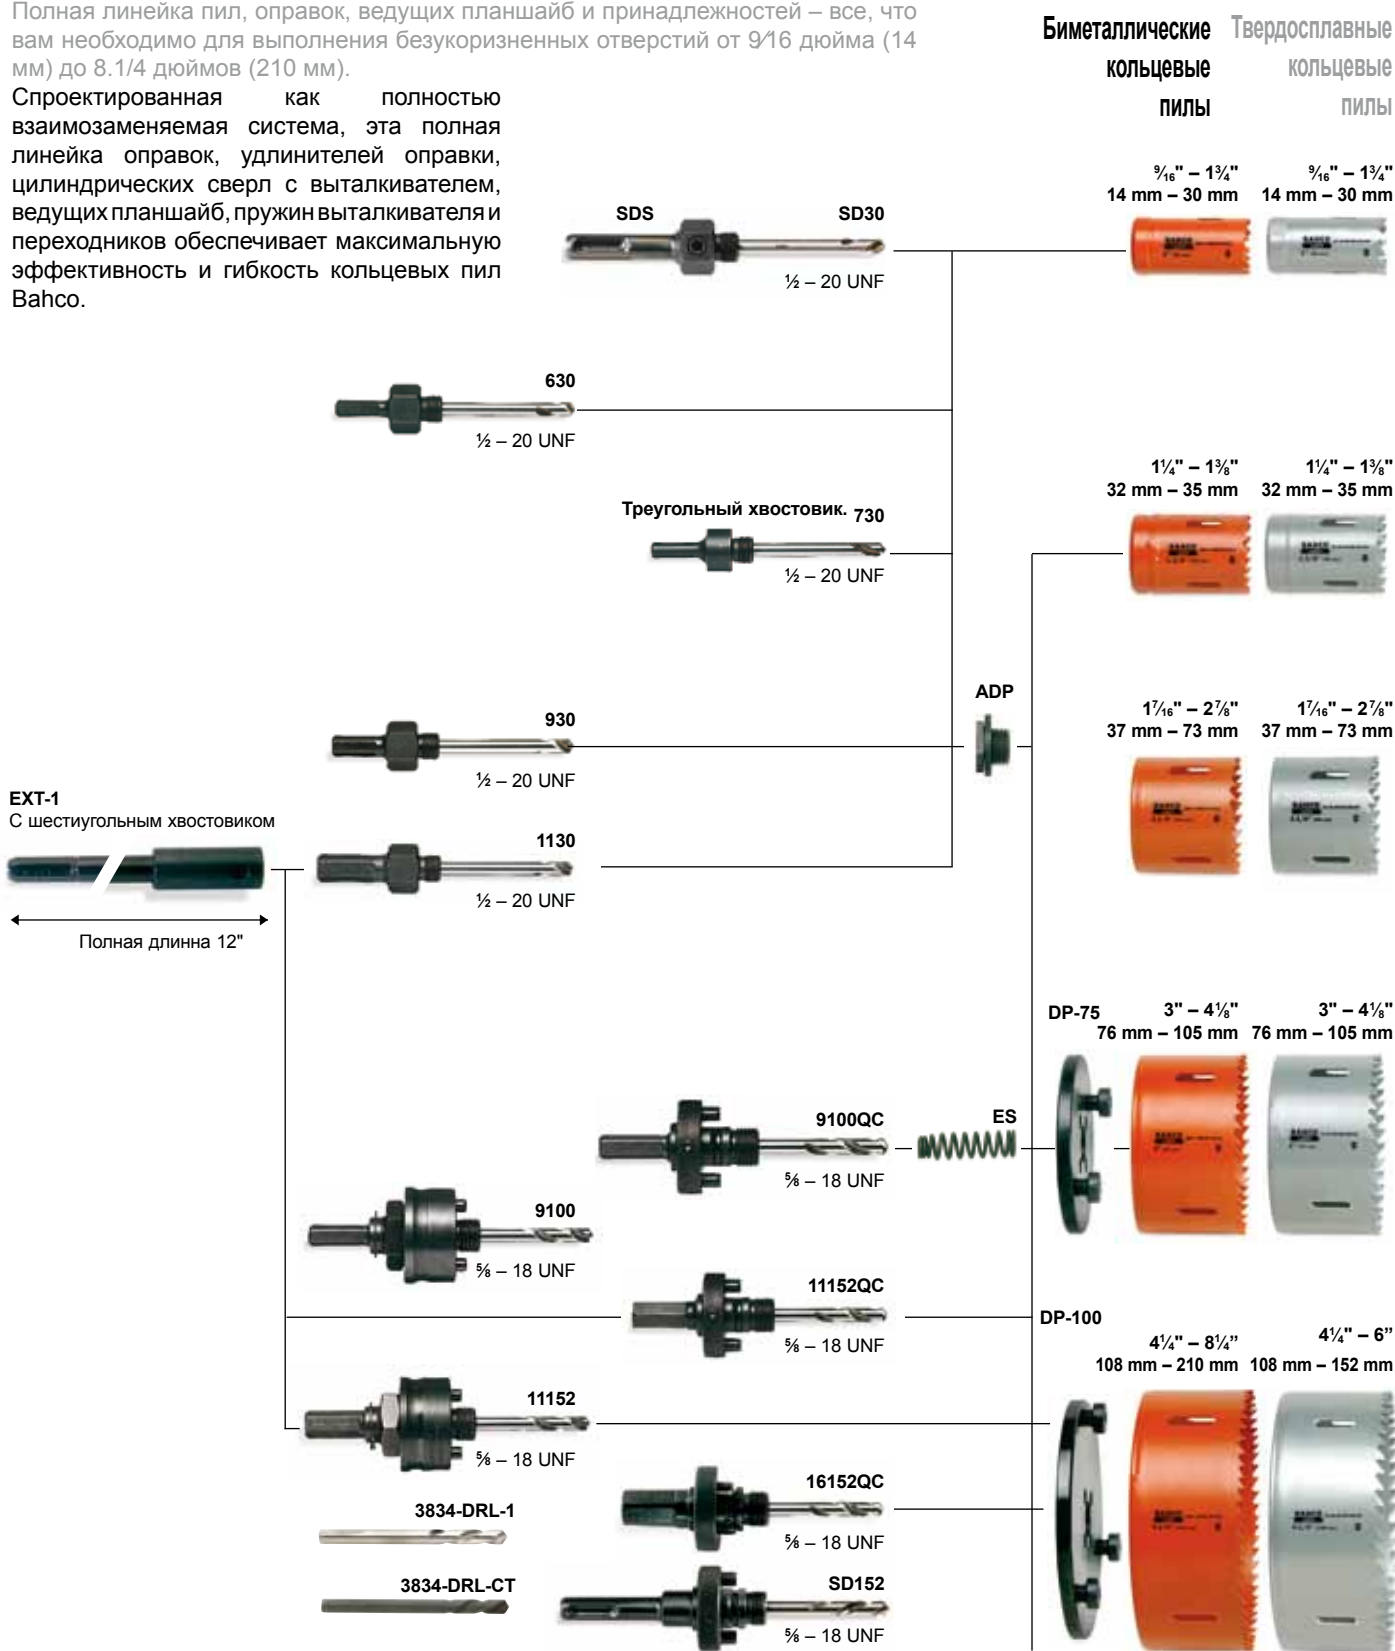 Полная линейка пил, оправок, ведущих планшайб и принадлежностей – все, что
вам необходимо для выполнения безукоризненных отверстий от 9⁄16 дюйма (14
мм) до 8.1/4 дюймов (210 мм).
Спроектированная как полностью
взаимозаменяемая система, эта полная
линейка оправок, удлинителей оправки,
цилиндрических сверл с выталкивателем,
ведущих планшайб, пружин выталкивателя и
переходников обеспечивает максимальную
эффективность и гибкость кольцевых пил
Bahco.
Биметаллические
кольцевые
пилы
Твердосплавные
кольцевые
пилы
⁹⁄₁₆" – 1¾" ⁹⁄₁₆" – 1¾"
14 mm – 30 mm 14 mm – 30 mm
SDS SD30
½ – 20 UNF
630
½ – 20 UNF
1¼" – 1⅜" 1¼" – 1⅜"
32 mm – 35 mm 32 mm – 35 mm
Треугольный хвостовик. 730
½ – 20 UNF
ADP
1⁷⁄₁₆" – 2⅞" 1⁷⁄₁₆" – 2⅞"
37 mm – 73 mm 37 mm – 73 mm
930
½ – 20 UNF
EXT-1
С шестиугольным хвостовиком
Полная длинна 12"
1130
½ – 20 UNF
DP-75
3" – 4⅛" 3" – 4⅛"
76 mm – 105 mm 76 mm – 105 mm
9100QC
⅝ – 18 UNF
ES
9100
⅝ – 18 UNF
11152QC
⅝ – 18 UNF
DP-100
4¼" – 8¼” 4¼" – 6”
108 mm – 210 mm 108 mm – 152 mm
11152
⅝ – 18 UNF
16152QC
⅝ – 18 UNF
3834-DRL-1
3834-DRL-CT
SD152
⅝ – 18 UNF